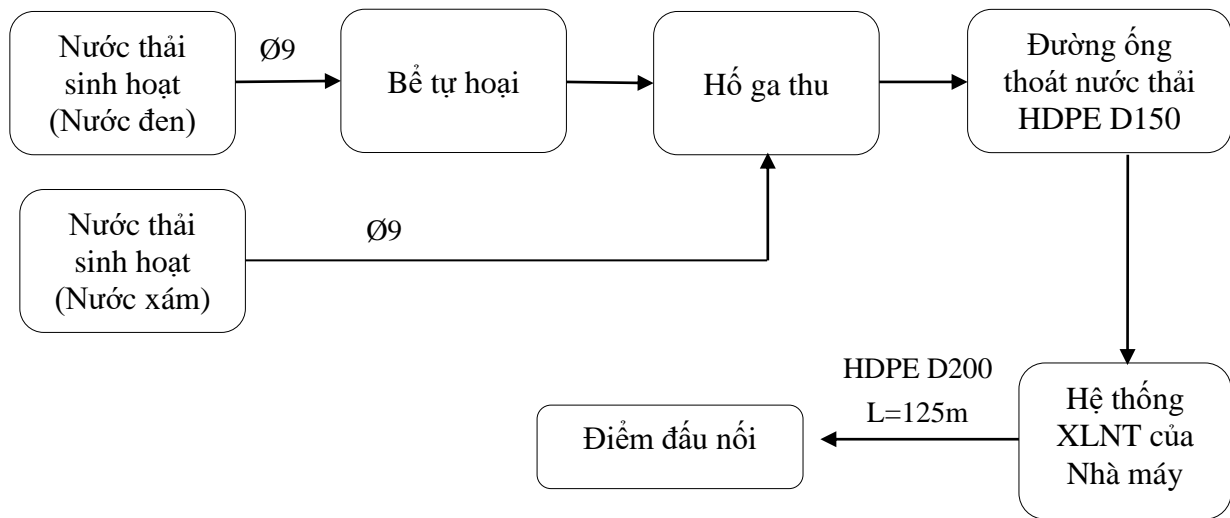 Nước thải
sinh hoạt
(Nước đen)
Ø9
Bể tự hoại
Hố ga thu
Đường ống
thoát nước thải
HDPE D150
Nước thải
sinh hoạt
(Nước xám)
Ø9
HDPE D200
L=125m
Hệ thống
XLNT của
Nhà máy
Điểm đấu nối